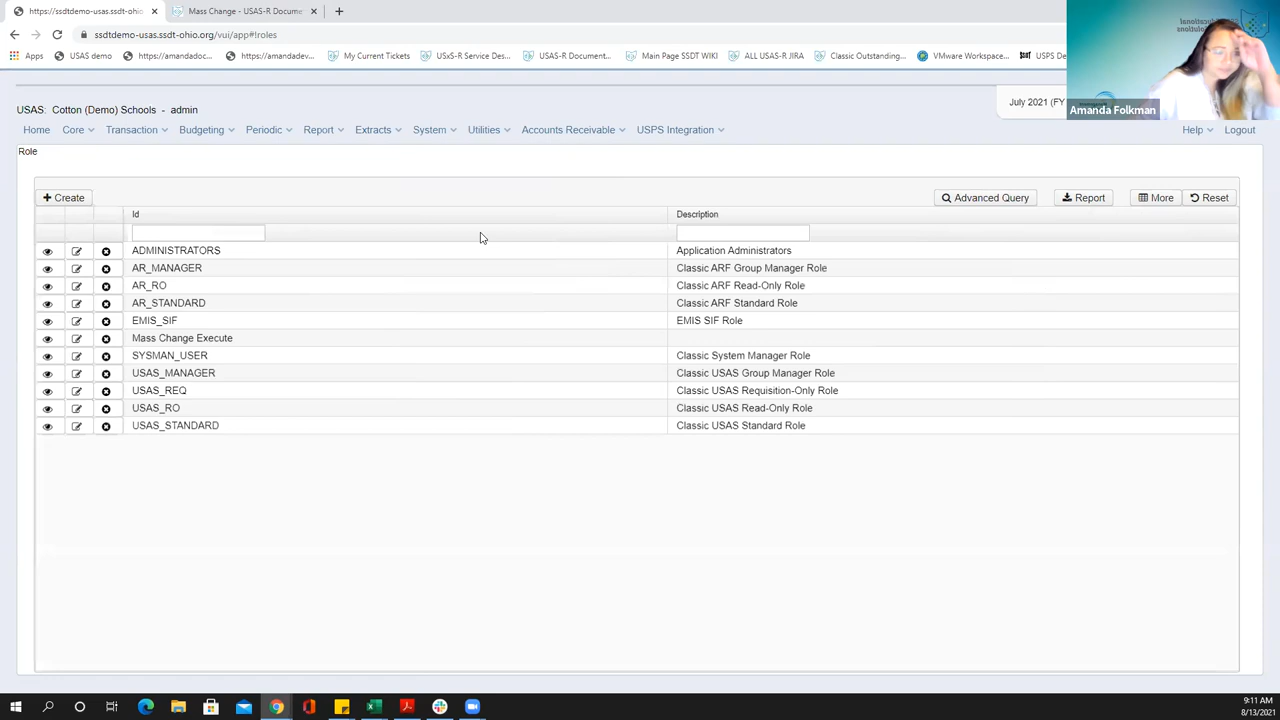 https://ssdtdemo-usas.ssdt-ohio.
Mass Change - USAS-R Docume
ssdtdemo-usas.ssdt-ohio.org/vui/app#!roles
Apps
USAS demo
https://amandadoc...
https://amandadev...
My Current Tickets
USxS-R Service Des...
USAS-R Document...
Main Page SSDT WIKI
ALL USAS-R JIRA
Classic Outstanding...
VMware Workspace...
USPS De
Amanda Folkman
July 2021 (FY
USAS: Cotton (Demo) Schools - admin
Home Core Transaction Budgeting Periodic Report Extracts System Utilities Accounts Receivable USPS Integration Help Logout
Role
Create Advanced Query Report More Reset
Id Description
ADMINISTRATORS Application Administrators
AR_MANAGER Classic ARF Group Manager Role
AR_RO Classic ARF Read-Only Role
AR_STANDARD Classic ARF Standard Role
EMIS_SIF EMIS SIF Role
Mass Change Execute
SYSMAN_USER Classic System Manager Role
USAS_MANAGER Classic USAS Group Manager Role
USAS_REQ Classic USAS Requisition-Only Role
USAS_RO Classic USAS Read-Only Role
USAS_STANDARD Classic USAS Standard Role
9:11 AM
8/13/2021